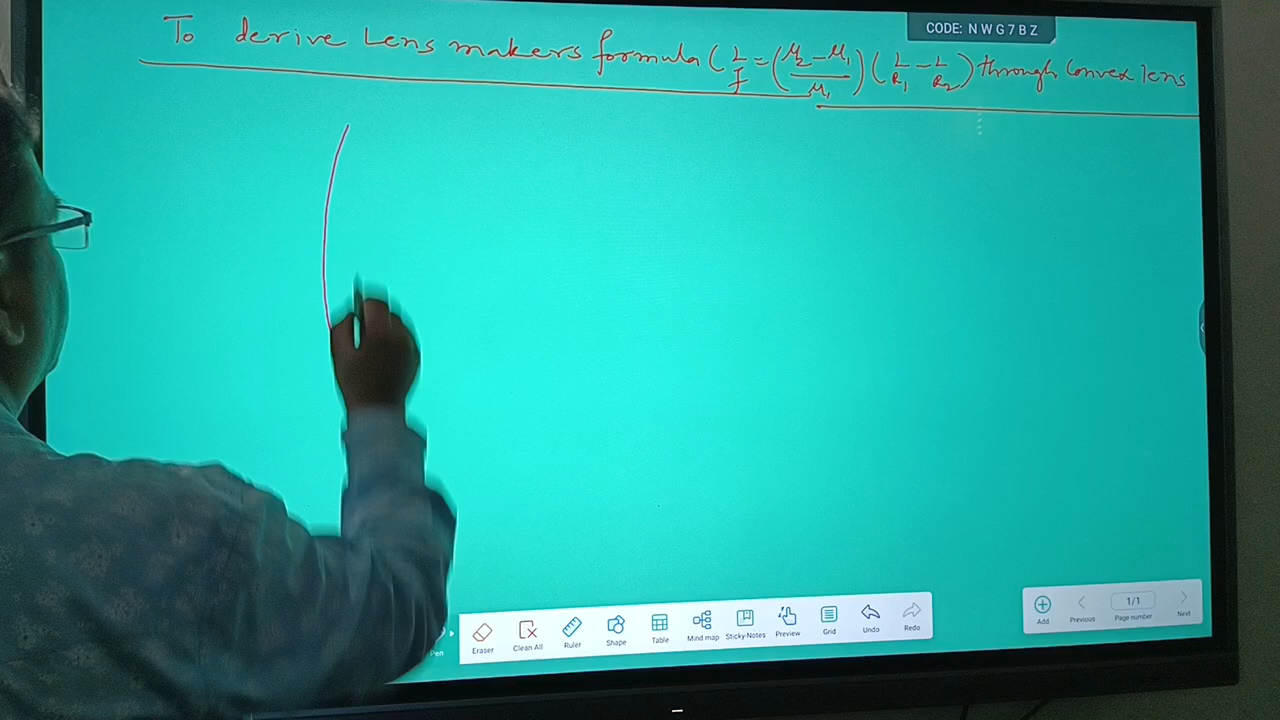 CODE: NWG7BZ
To derive Lens makers formula (1/f = (μ2-μ1/μ1) (1/R1 - 1/R2) through Convex lens
Pen Eraser Clean All Ruler Shape Table Mind map Sticky Notes Preview Grid Undo Redo
Add Previous 1/1 Page number Next